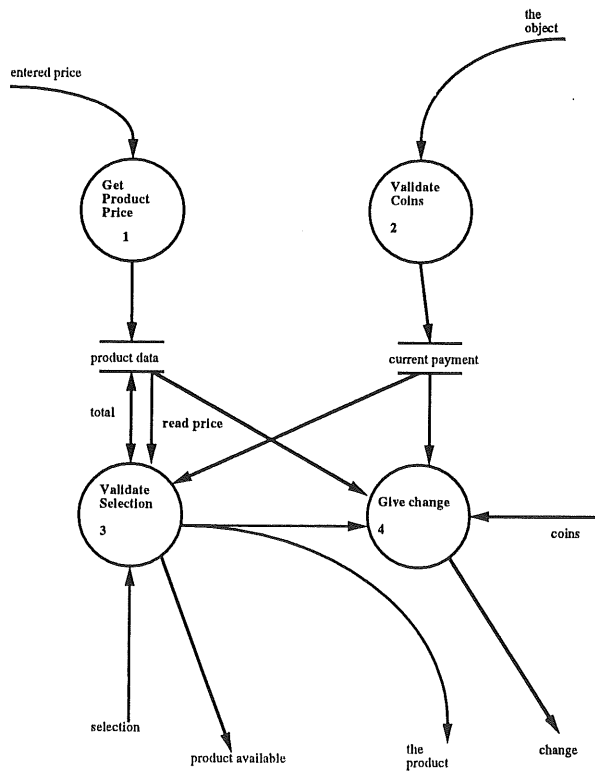 the
object
entered price
Get
Product
Price
1
Validate
Coins
2
product data
current payment
total
read price
Validate
Selection
3
Give change
4
coins
selection
product available
the
product
change